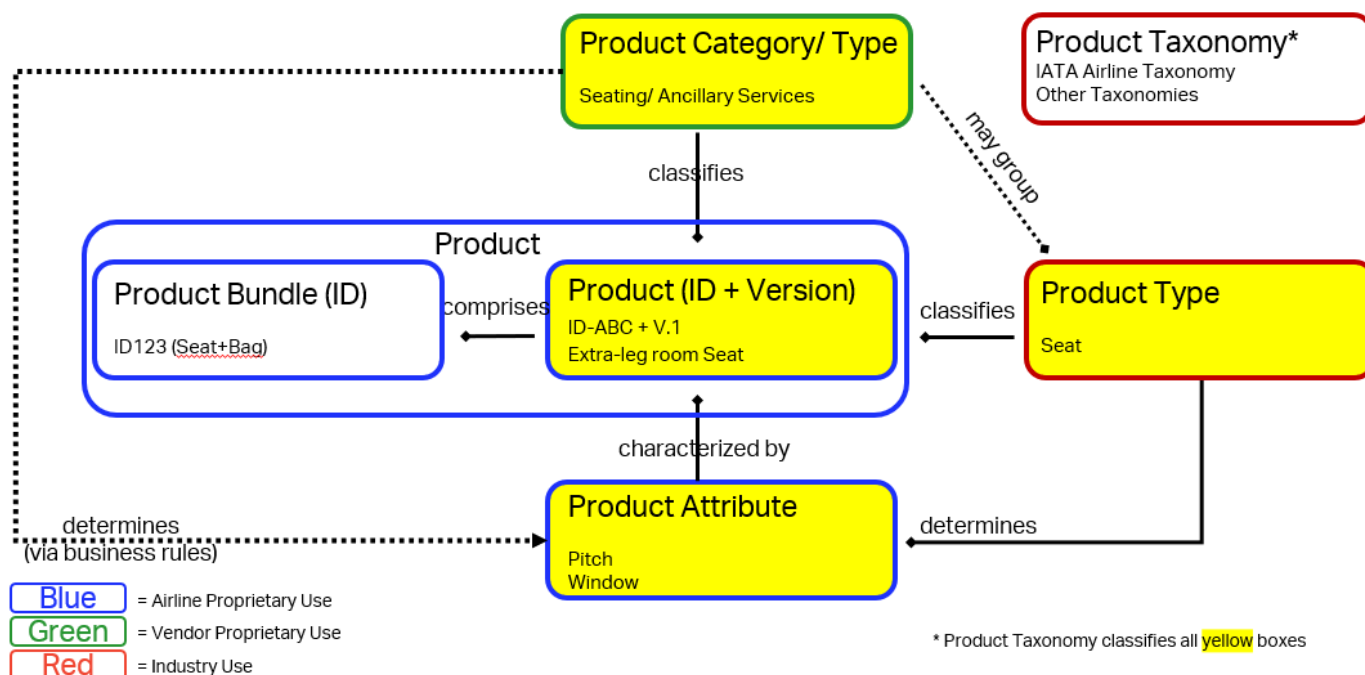 Product Category/ Type
Seating/ Ancillary Services
Product Taxonomy*
IATA Airline Taxonomy
Other Taxonomies
may group
classifies
Product
Product Bundle (ID)
ID123 (Seat+Bag)
comprises
Product (ID + Version)
ID-ABC + V.1
Extra-leg room Seat
classifies
Product Type
Seat
characterized by
Product Attribute
Pitch
Window
determines
(via business rules)
determines
Blue = Airline Proprietary Use
Green = Vendor Proprietary Use
Red = Industry Use
* Product Taxonomy classifies all yellow boxes